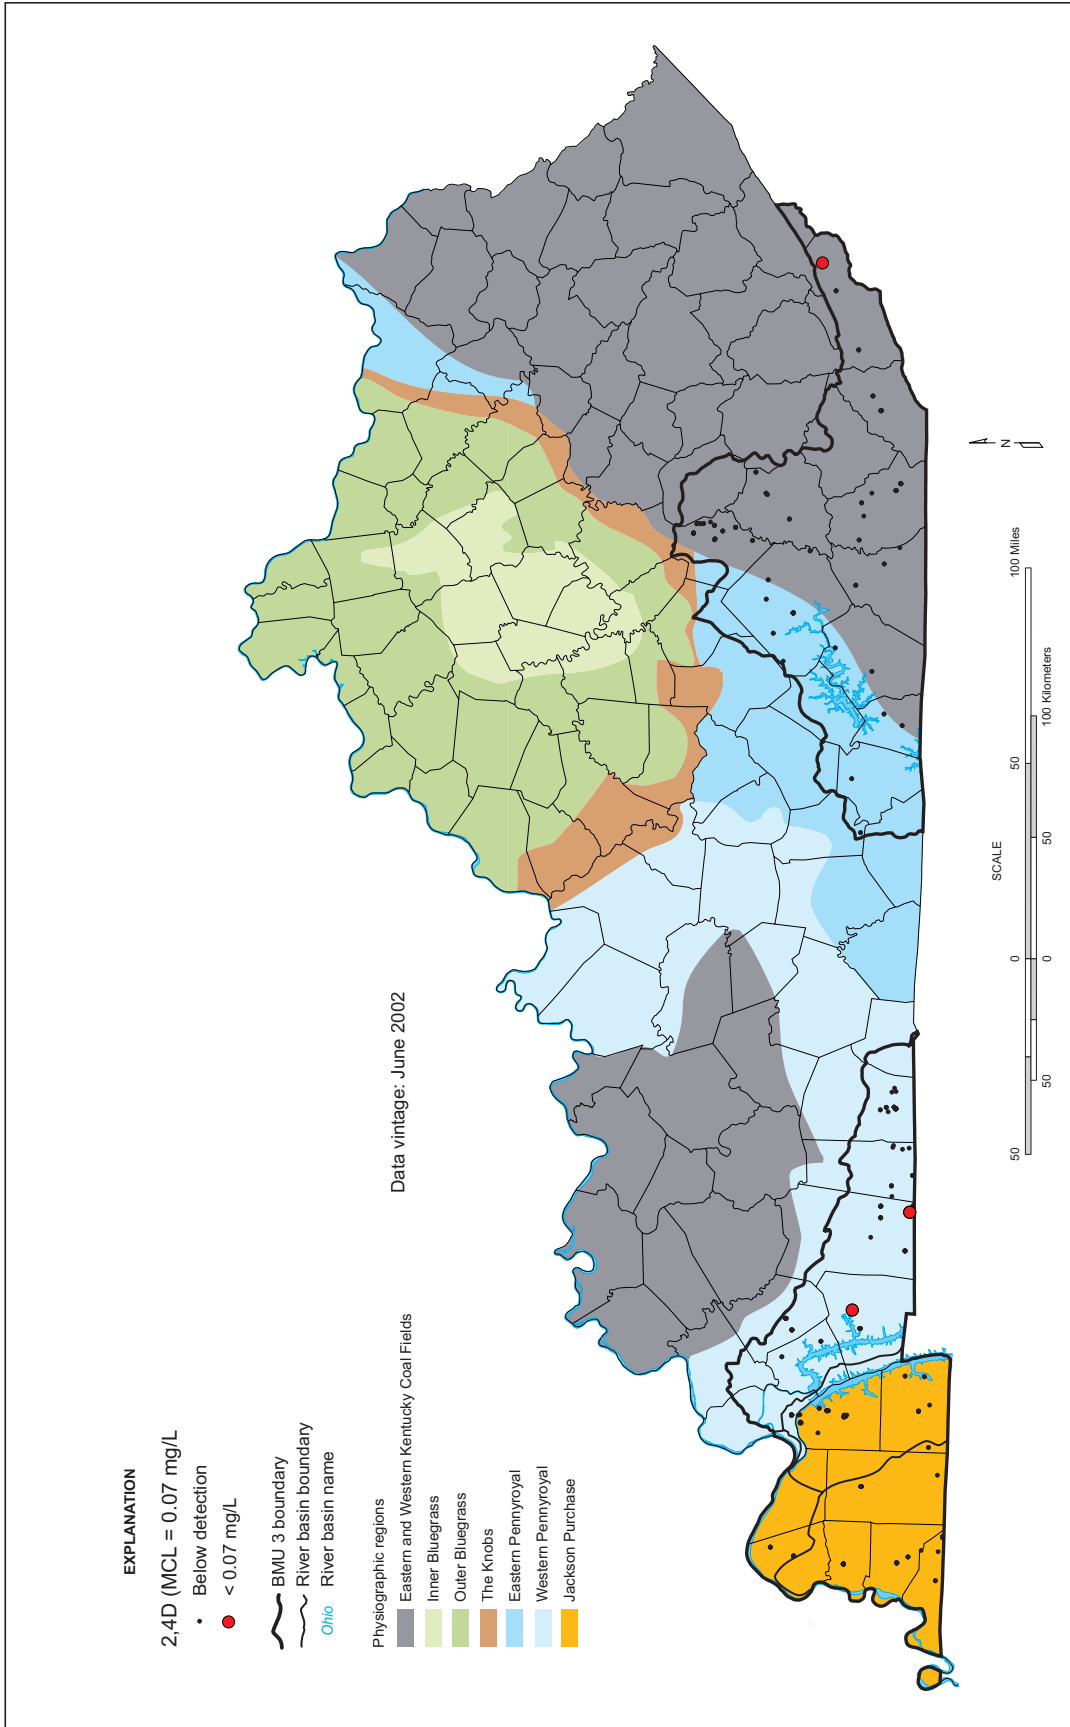 EXPLANATION
2,4D (MCL = 0.07 mg/L
Below detection
< 0.07 mg/L
BMU 3 boundary
River basin boundary
Ohio River basin name
Physiographic regions
Eastern and Western Kentucky Coal Fields
Inner Bluegrass
Outer Bluegrass
The Knobs
Eastern Pennyroyal
Western Pennyroyal
Jackson Purchase
Data vintage: June 2002
N
SCALE
50 0 50 100 Miles
50 0 50 100 Kilometers